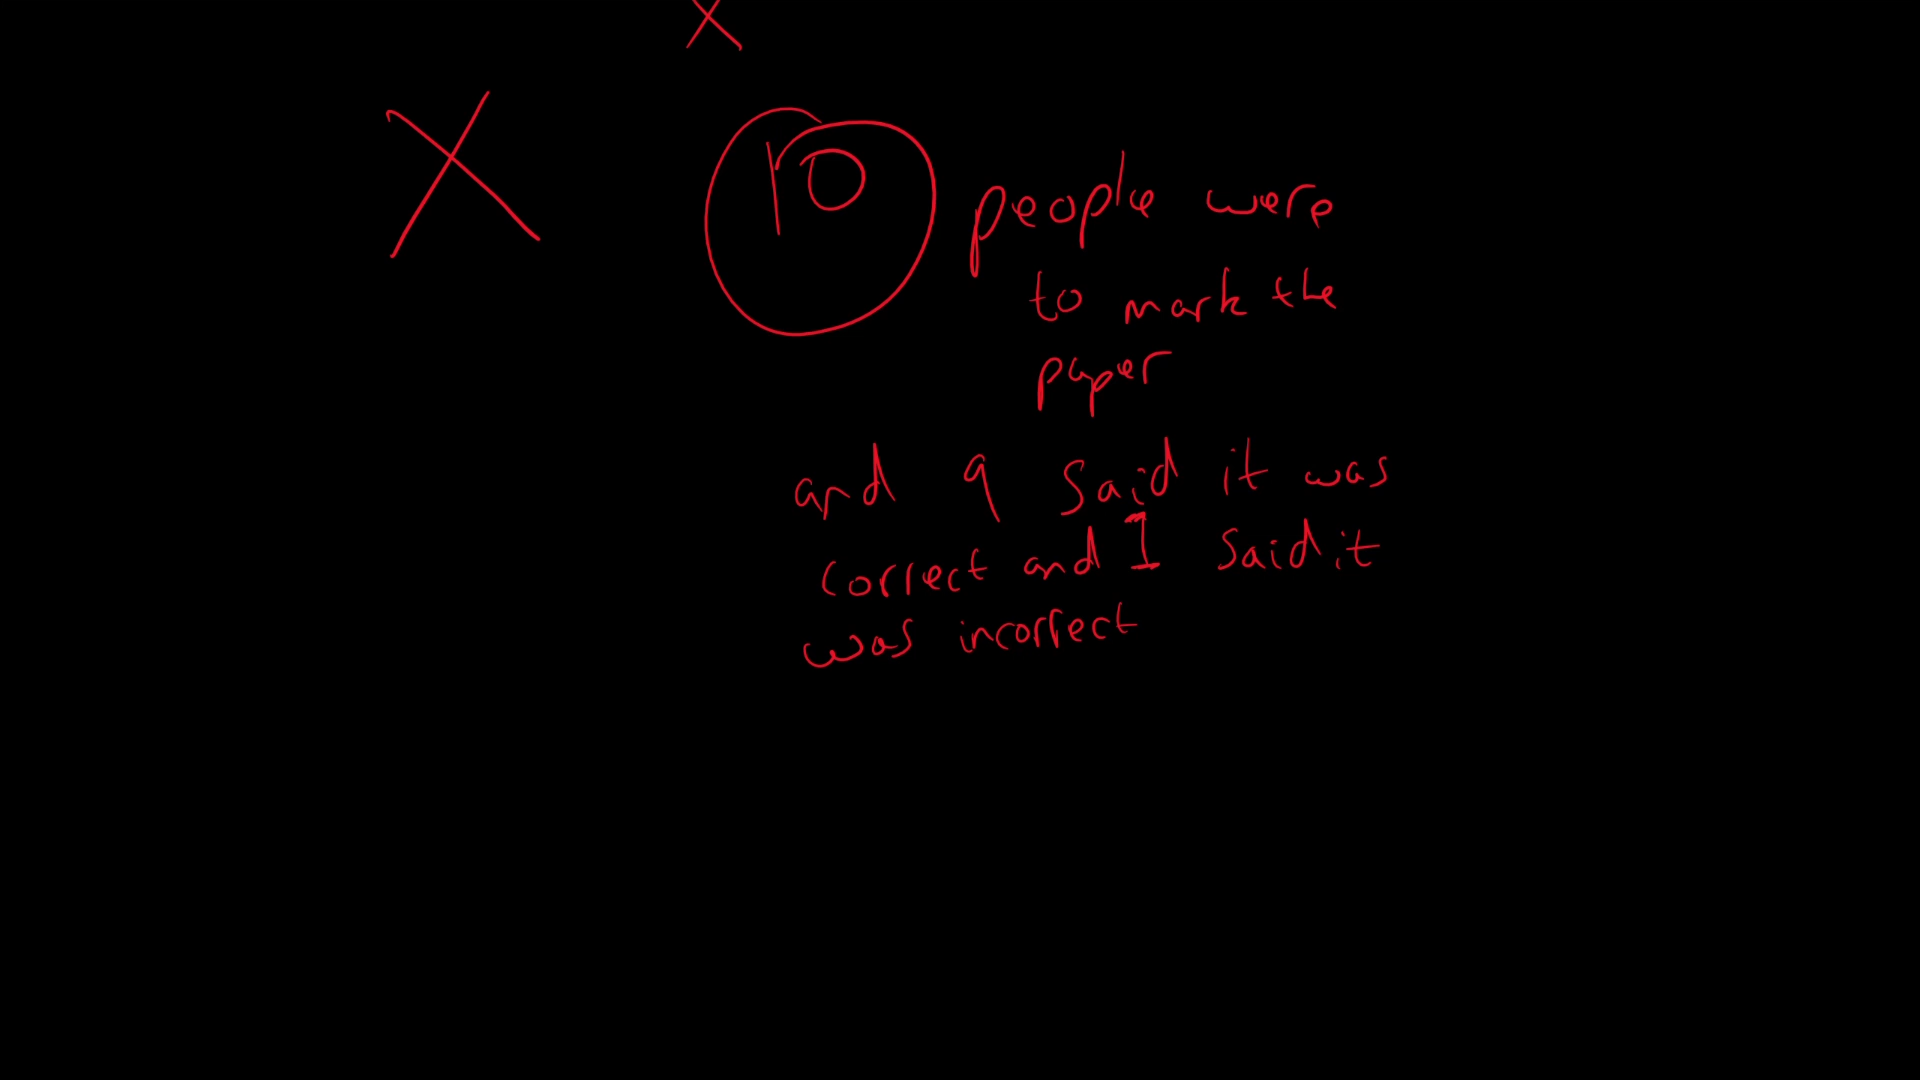 X
X 10 people were
to mark the
paper
and 9 said it was
correct and I said it
was incorrect